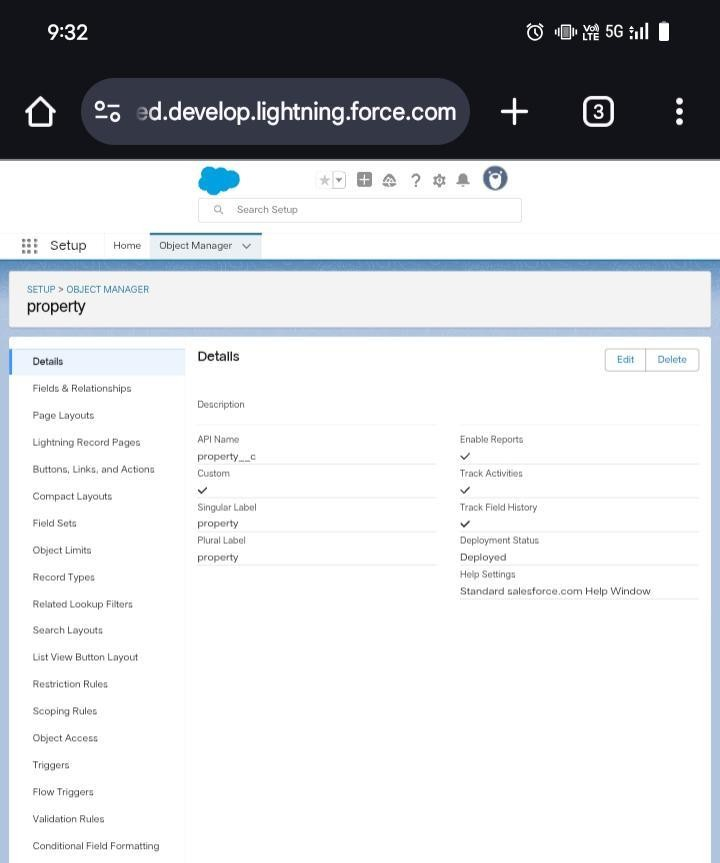 9:32
Vo) LTE 5G
ed.develop.lightning.force.com
3
Search Setup
Setup Home Object Manager
SETUP > OBJECT MANAGER
property
Details
Fields & Relationships
Page Layouts
Lightning Record Pages
Buttons, Links, and Actions
Compact Layouts
Field Sets
Object Limits
Record Types
Related Lookup Filters
Search Layouts
List View Button Layout
Restriction Rules
Scoping Rules
Object Access
Triggers
Flow Triggers
Validation Rules
Conditional Field Formatting
Details
Edit Delete
Description
API Name
property__c
Custom
Singular Label
property
Plural Label
property
Enable Reports
Track Activities
Track Field History
Deployment Status
Deployed
Help Settings
Standard salesforce.com Help Window